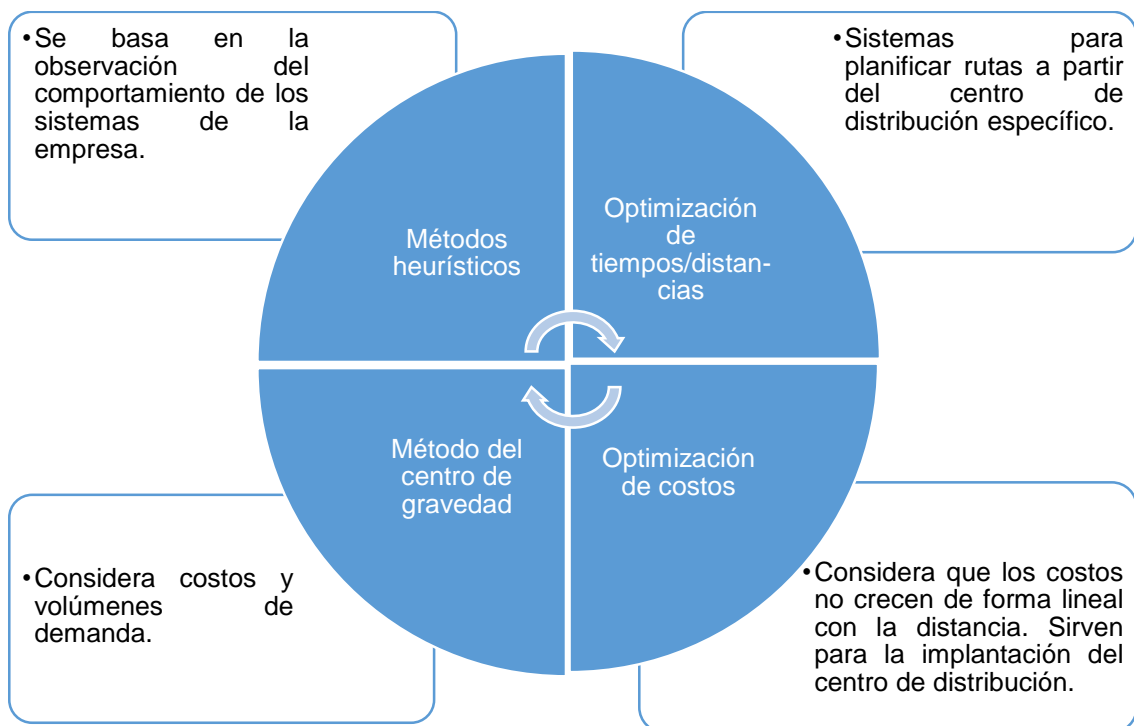 •Se basa en la
observación del
comportamiento de los
sistemas de la
empresa.
•Sistemas para
planificar rutas a partir
del centro de
distribución específico.
Métodos
heurísticos
Optimización
de
tiempos/distan-
cias
Método del
centro de
gravedad
Optimización
de costos
•Considera costos y
volúmenes de
demanda.
•Considera que los costos
no crecen de forma lineal
con la distancia. Sirven
para la implantación del
centro de distribución.